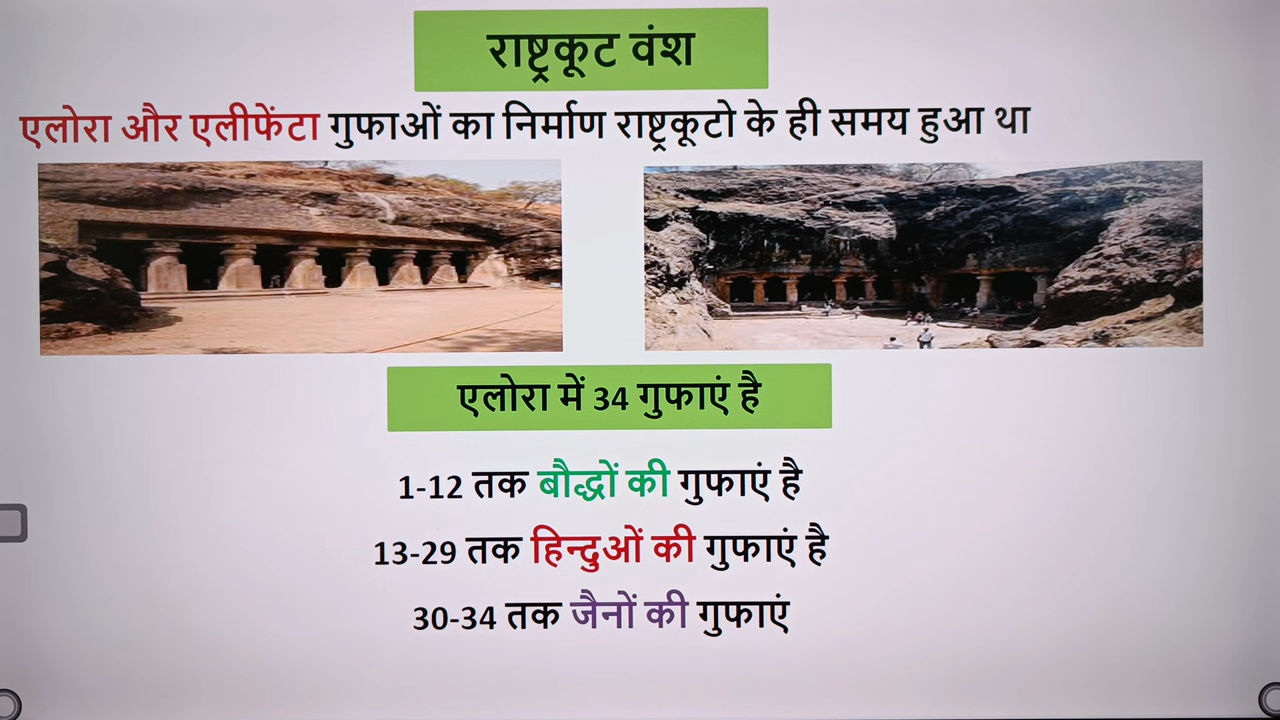 राष्ट्रकूट वंश
एलोरा और एलीफेंटा गुफाओं का निर्माण राष्ट्रकूटो के ही समय हुआ था
एलोरा में 34 गुफाएं है
1-12 तक बौद्धों की गुफाएं है
13-29 तक हिन्दुओं की गुफाएं है
30-34 तक जैनों की गुफाएं